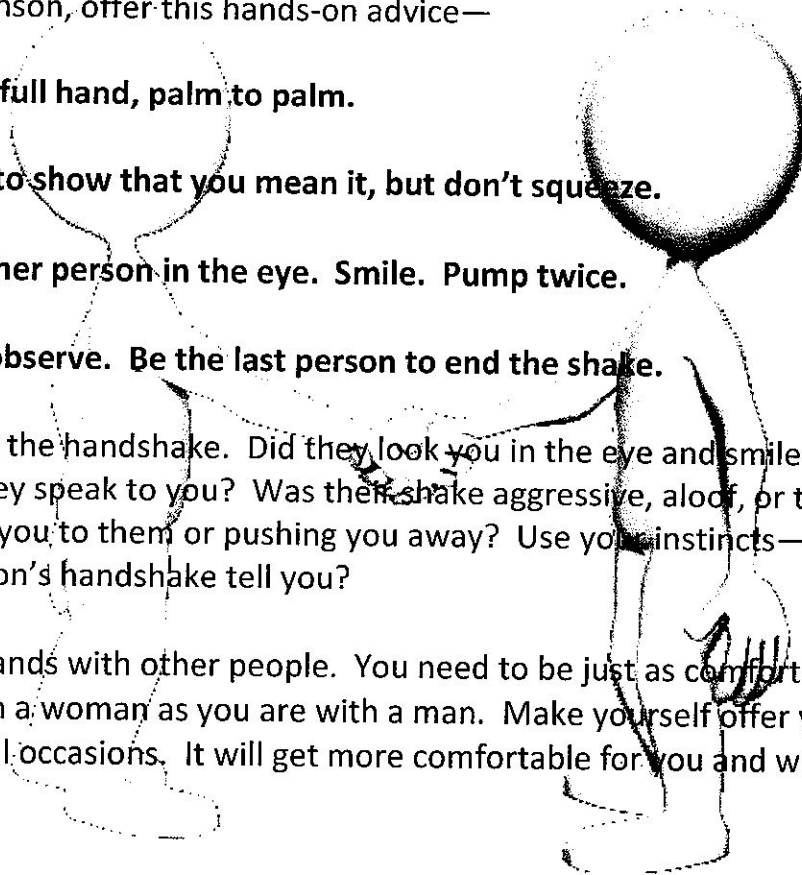 nson, offer this hands-on advice—
full hand, palm to palm.
to show that you mean it, but don't squeeze.
her person in the eye. Smile. Pump twice.
observe. Be the last person to end the shake.
the handshake. Did they look you in the eye and smile
ey speak to you? Was their shake aggressive, aloof, or t
you to them or pushing you away? Use your instincts—
on's handshake tell you?
ands with other people. You need to be just as comfort
a woman as you are with a man. Make yourself offer
l occasions. It will get more comfortable for you and w